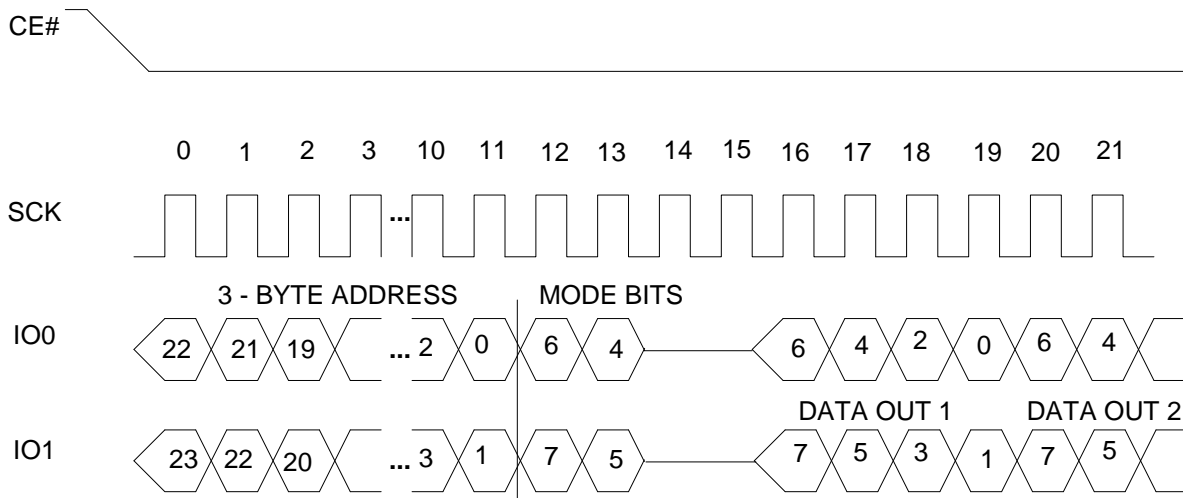 CE#
0 1 2 3 10 11 12 13 14 15 16 17 18 19 20 21
SCK ...
3 - BYTE ADDRESS MODE BITS
IO0 22 21 19 ... 2 0 6 4 6 4 2 0 6 4
DATA OUT 1 DATA OUT 2
IO1 23 22 20 ... 3 1 7 5 7 5 3 1 7 5